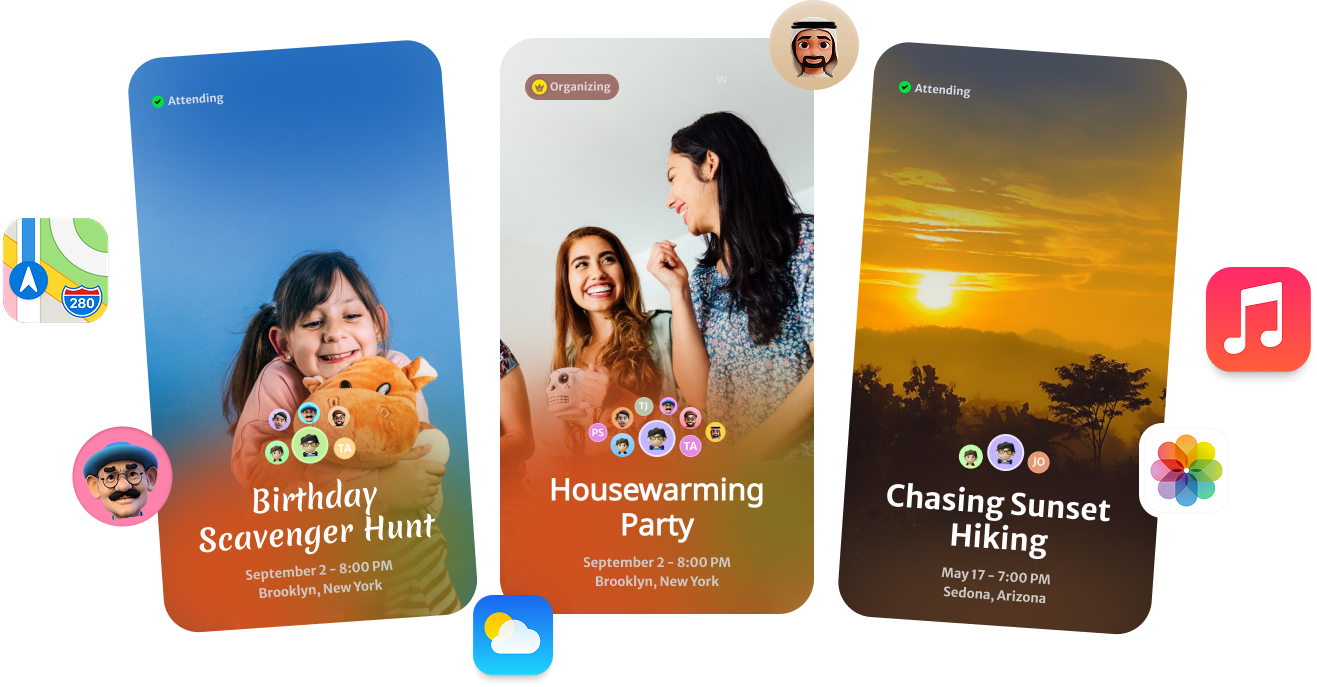 Attending
280
TA
Birthday
Scavenger Hunt
September 2 - 8:00 PM
Brooklyn, New York
Organizing
W
TJ
PS
TA
Housewarming
Party
September 2 - 8:00 PM
Brooklyn, New York
Attending
JO
Chasing Sunset
Hiking
May 17 - 7:00 PM
Sedona, Arizona